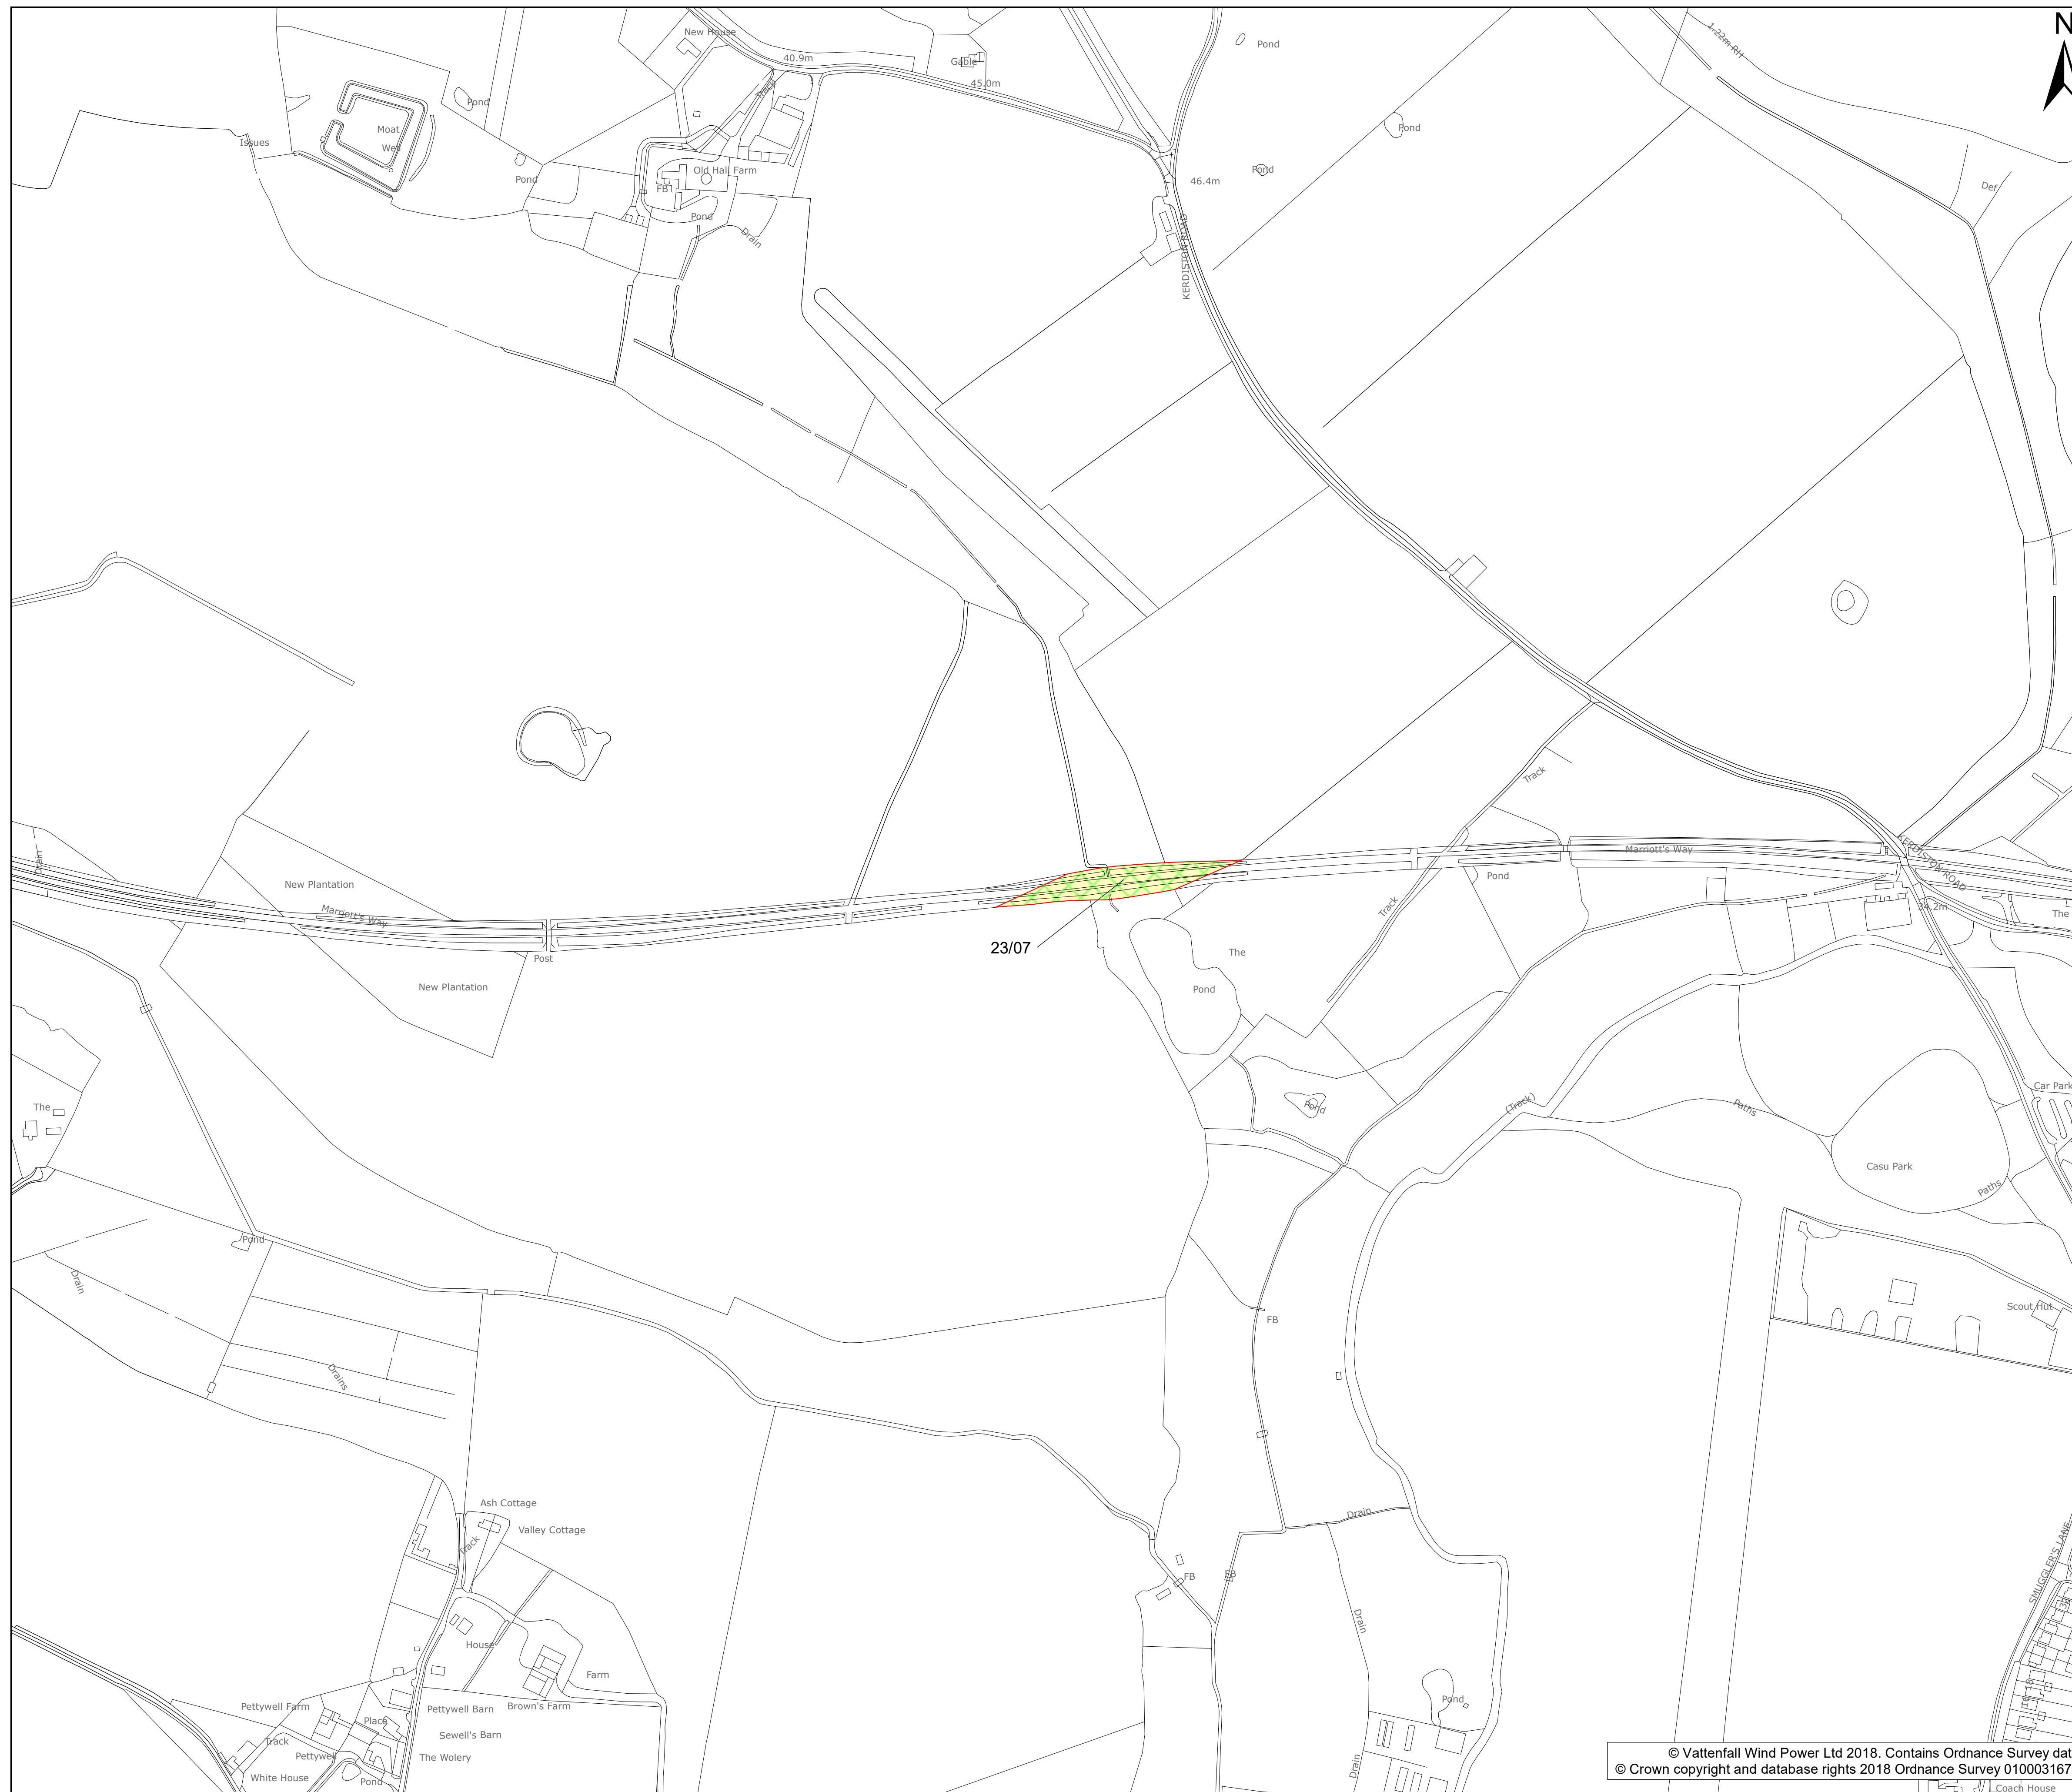 N
New House
Pond
1.22m RH
40.9m
Gable
45.0m
Track
Pond
Pond
Moat
Issues
Well
Old Hall Farm
Pond
Pond
46.4m
FB
Def
Pond
Drain
KERDISTON ROAD
Track
Drain
Marriott's Way
KERDISTON ROAD
New Plantation
Pond
Marriott's Way
Track
34.2m
The
23/07
The
Post
New Plantation
Pond
Car Park
The
Pond
(Track)
Paths
Casu Park
Paths
Pond
Drain
Scout Hut
FB
Drains
Ash Cottage
Drain
Valley Cottage
Track
SMUGGLER'S LANE
FB
FB
Drain
House
Farm
Pettywell Farm
Pettywell Barn
Brown's Farm
Pond
Place
Sewell's Barn
Track
Pettywell
The Wolery
Drain
White House
Pond
16
18
© Vattenfall Wind Power Ltd 2018. Contains Ordnance Survey dat
© Crown copyright and database rights 2018 Ordnance Survey 010003167
Coach House